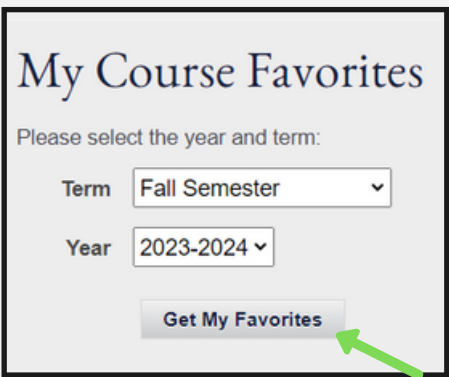 My Course Favorites
Please select the year and term:
Term Fall Semester
Year 2023-2024
Get My Favorites